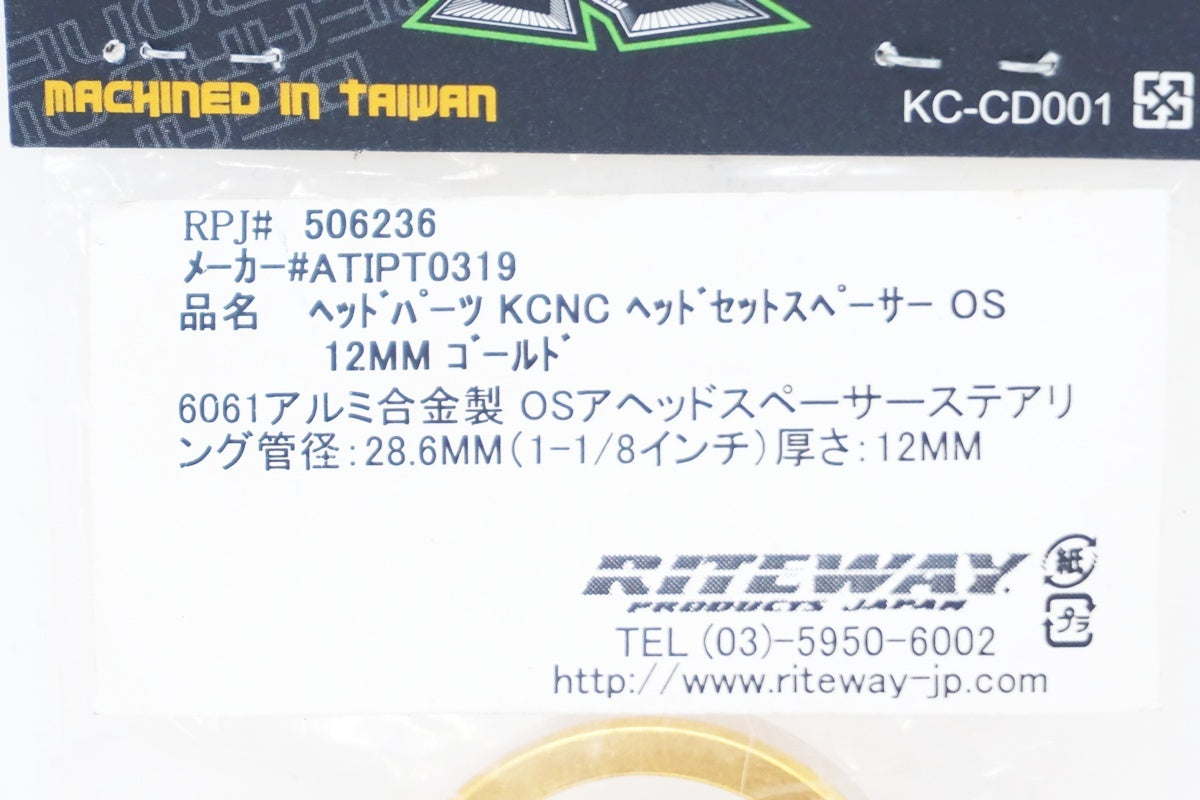 MACHINED IN TAIWAN
KC-CD001
RPJ# 506236
ﾒｰｶｰ#ATIPT0319
品名 ﾍｯﾄﾞﾊﾟｰﾂ KCNC ﾍｯﾄﾞｾｯﾄｽﾍﾟｰｻｰ OS
12MM ｺﾞｰﾙﾄﾞ
6061アルミ合金製 OSアヘッドスペーサーステアリ
ング管径:28.6MM(1-1/8インチ)厚さ:12MM
RITEWAY
PRODUCTS JAPAN
紙
プラ
TEL (03)-5950-6002
http://www.riteway-jp.com